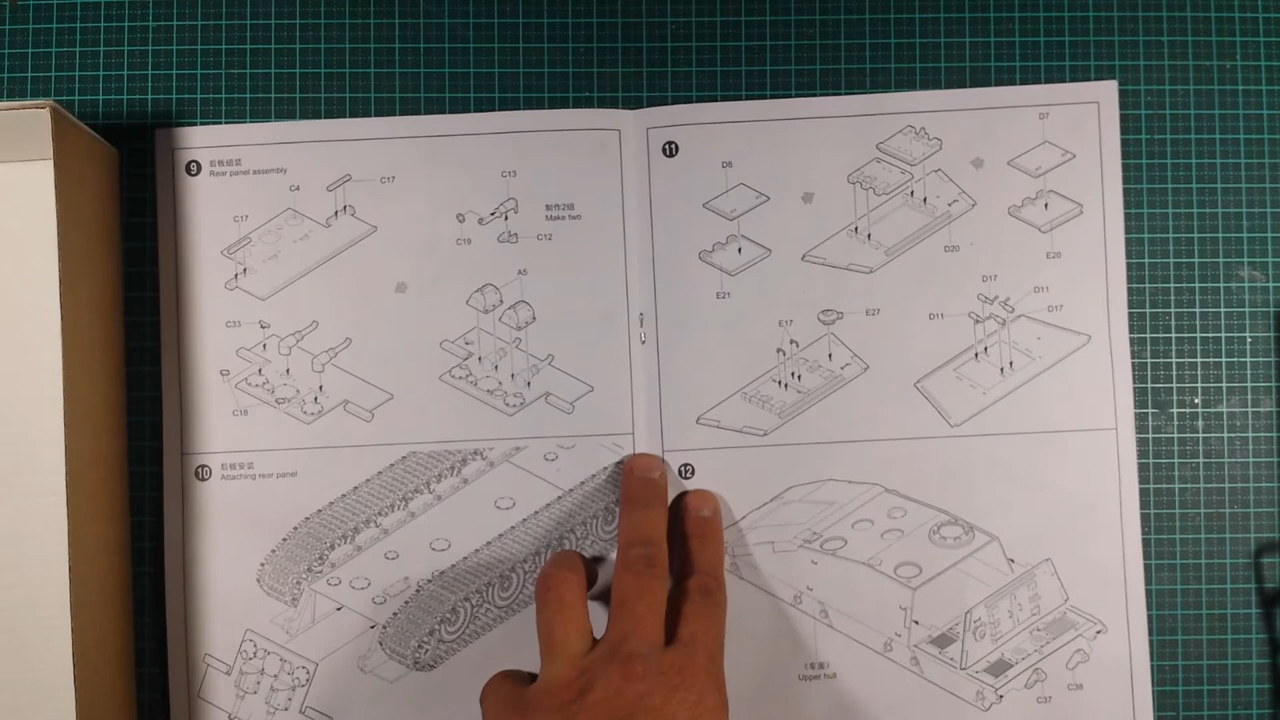 9
后板组装
Rear panel assembly
C4
C17
C17
C13
制作2组
Make two
C19
C12
A5
C33
C18
10
后板安装
Attaching rear panel
11
D8
D7
D20
E20
E21
D17
D11
E17
E27
D11
D17
12
《车面》
Upper hull
C37
C38